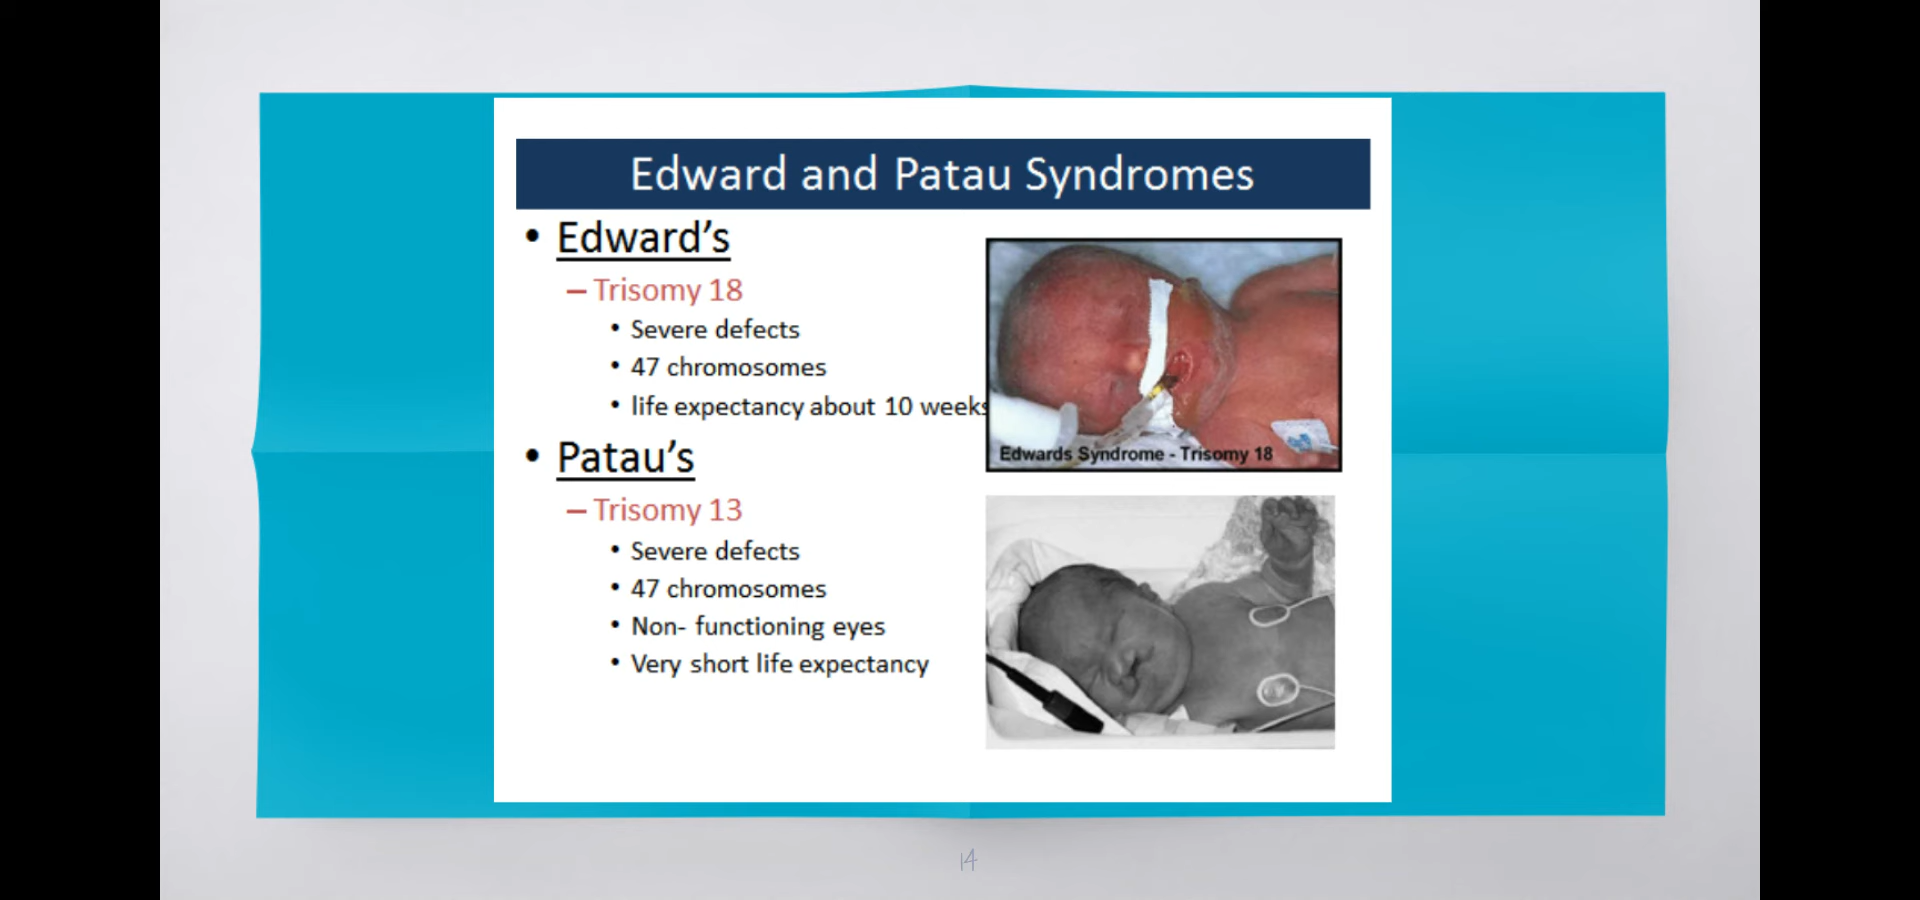 Edward and Patau Syndromes
• Edward's
– Trisomy 18
• Severe defects
• 47 chromosomes
• life expectancy about 10 weeks
Edwards Syndrome - Trisomy 18
• Patau's
– Trisomy 13
• Severe defects
• 47 chromosomes
• Non- functioning eyes
• Very short life expectancy
14